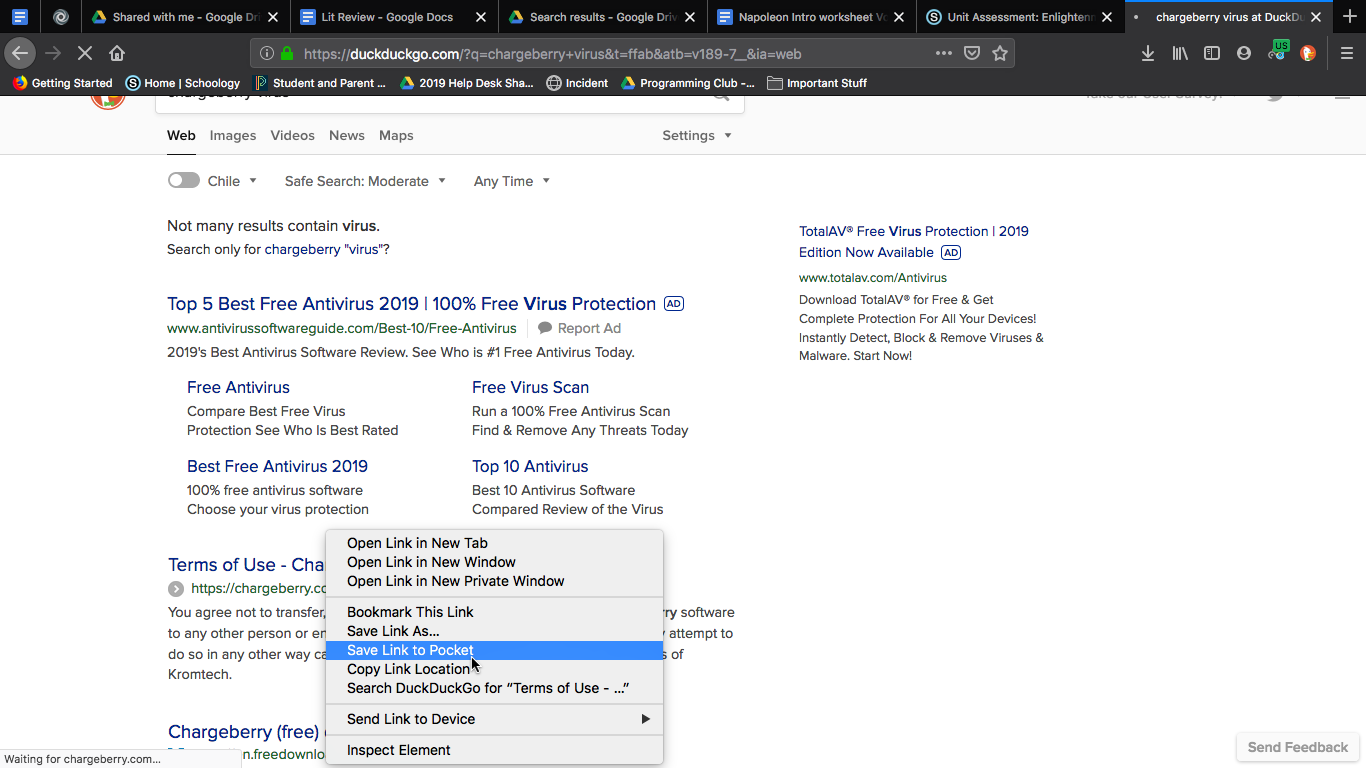 Shared with me - Google Dri
Lit Review - Google Docs
Search results - Google Driv
Napoleon Intro worksheet Vo
Unit Assessment: Enlighten
chargeberry virus at DuckDu
https://duckduckgo.com/?q=chargeberry+virus&t=ffab&atb=v189-7__&ia=web
US
Getting Started
Home | Schoology
Student and Parent ...
2019 Help Desk Sha...
Incident
Programming Club -...
Important Stuff
chargeberry virus
Take our User Survey!
Web Images Videos News Maps Settings
Chile Safe Search: Moderate Any Time
Not many results contain virus.
Search only for chargeberry "virus"?
Top 5 Best Free Antivirus 2019 | 100% Free Virus Protection AD
www.antivirussoftwareguide.com/Best-10/Free-Antivirus Report Ad
2019's Best Antivirus Software Review. See Who is #1 Free Antivirus Today.
Free Antivirus
Compare Best Free Virus
Protection See Who Is Best Rated
Free Virus Scan
Run a 100% Free Antivirus Scan
Find & Remove Any Threats Today
Best Free Antivirus 2019
100% free antivirus software
Choose your virus protection
Top 10 Antivirus
Best 10 Antivirus Software
Compared Review of the Virus
TotalAV® Free Virus Protection | 2019
Edition Now Available AD
www.totalav.com/Antivirus
Download TotalAV® for Free & Get
Complete Protection For All Your Devices!
Instantly Detect, Block & Remove Viruses &
Malware. Start Now!
Terms of Use - Cha
https://chargeberry.co
You agree not to transfer, rry software
to any other person or en attempt to
do so in any other way ca s of
Kromtech.
Chargeberry (free)
n.freedownlo
Open Link in New Tab
Open Link in New Window
Open Link in New Private Window
Bookmark This Link
Save Link As...
Save Link to Pocket
Copy Link Location
Search DuckDuckGo for “Terms of Use - ...”
Send Link to Device
Inspect Element
Waiting for chargeberry.com...
Send Feedback